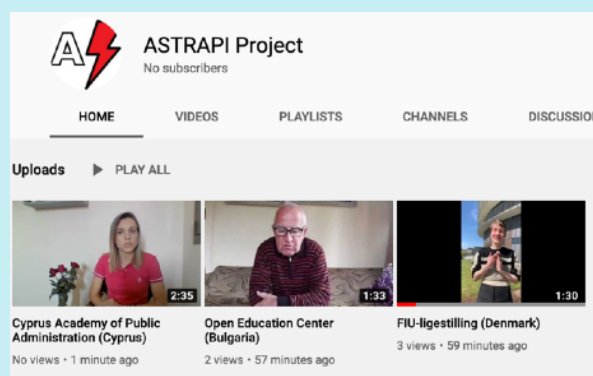 A
ASTRAPI Project
No subscribers
HOME VIDEOS PLAYLISTS CHANNELS DISCUSSION
Uploads PLAY ALL
2:35 1:33 1:30
Cyprus Academy of Public
Administration (Cyprus)
No views • 1 minute ago
Open Education Center
(Bulgaria)
2 views • 57 minutes ago
FIU-ligestilling (Denmark)
3 views • 59 minutes ago